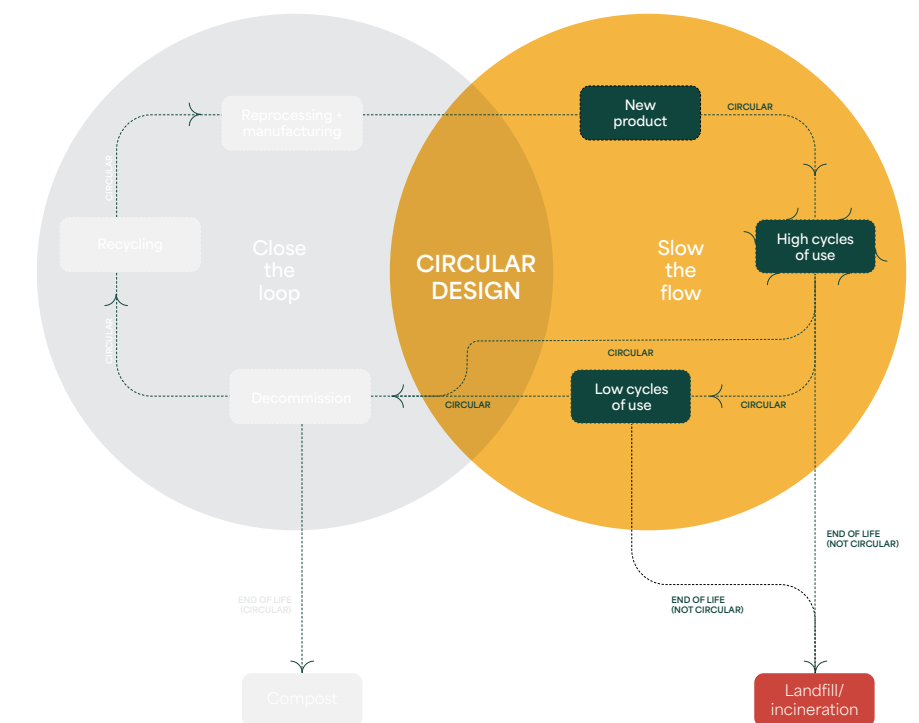 Reprocessing +
manufacturing
New
product
CIRCULAR
CIRCULAR
Recycling
Close
the
loop
CIRCULAR
DESIGN
Slow
the
flow
High cycles
of use
CIRCULAR
CIRCULAR
Decommission
CIRCULAR
Low cycles
of use
CIRCULAR
END OF LIFE
(NOT CIRCULAR)
END OF LIFE
(CIRCULAR)
END OF LIFE
(NOT CIRCULAR)
Compost
Landfill/
incineration